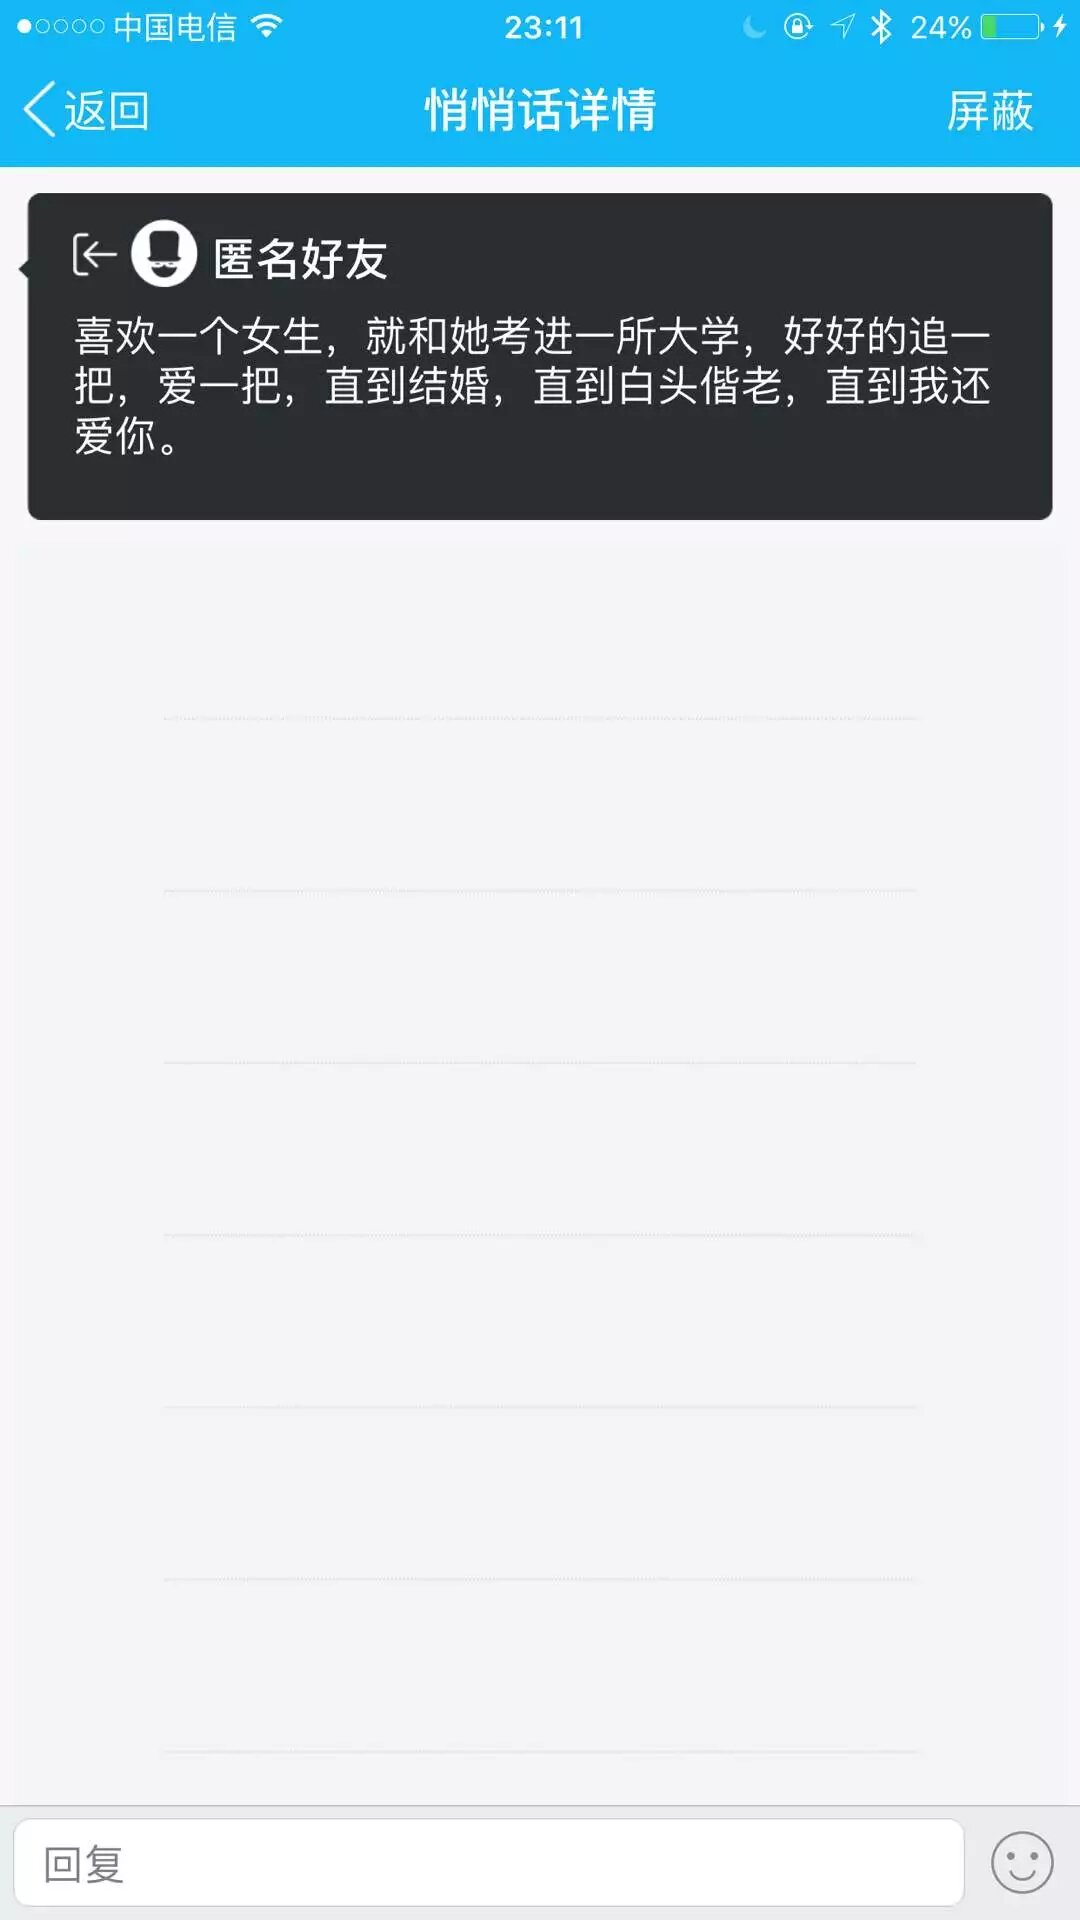 中国电信 23:11 24%
返回 悄悄话详情 屏蔽
匿名好友
喜欢一个女生，就和她考进一所大学，好好的追一
把，爱一把，直到结婚，直到白头偕老，直到我还
爱你。
回复